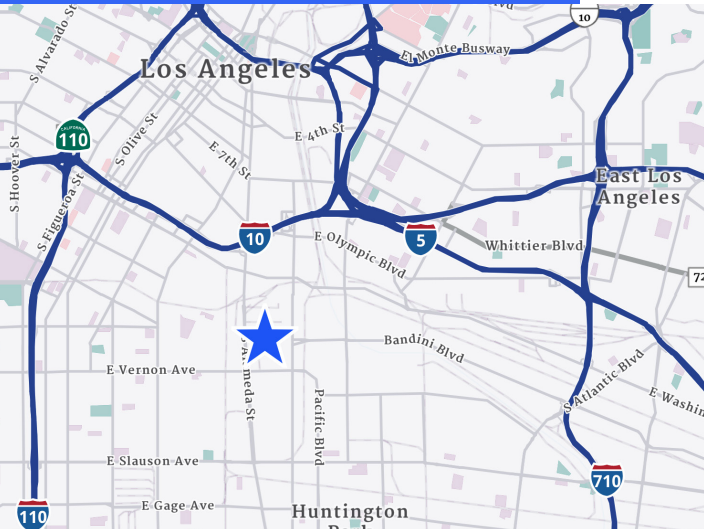 S Alvarado St
10
El Monte Busway
Los Angeles
CALIFORNIA
110
S Olive St
E 4th St
S Hoover St
E 7th St
East Los
Angeles
S Figueroa St
10
5
E Olympic Blvd
Whittier Blvd
72
Bandini Blvd
E Vernon Ave
S Atlantic Blvd
Pacific Blvd
E Slauson Ave
710
E Gage Ave
110
Huntington